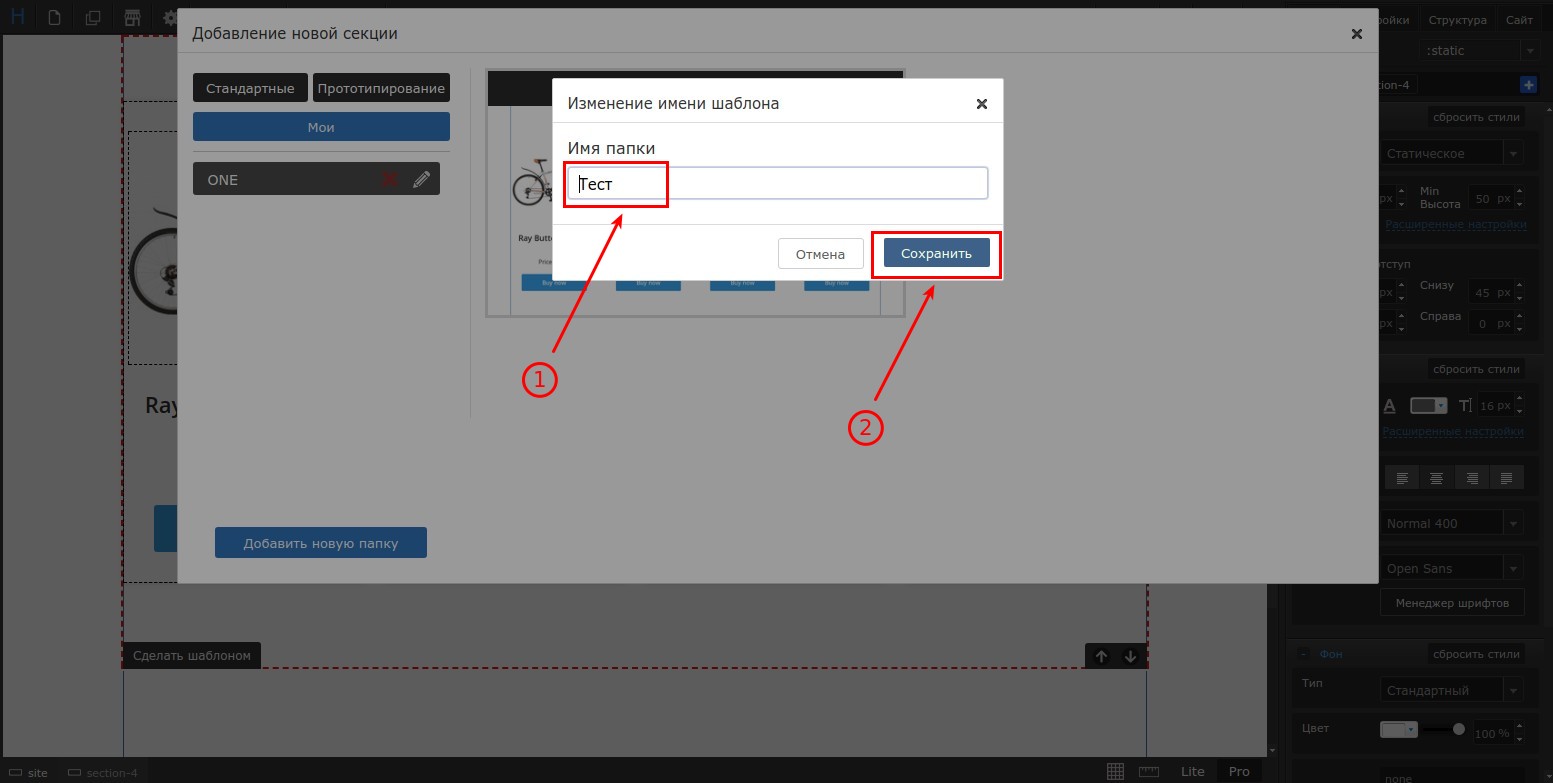 H
Добавление новой секции
ройки
Структура
Сайт
:static
ction-4
Стандартные
Прототипирование
Мои
ONE
Изменение имени шаблона
Имя папки
Тест
Отмена
Сохранить
Ray Butt
Price
Buy now
Buy now
Buy now
Buy now
1
2
Ray
Добавить новую папку
Сделать шаблоном
сбросить стили
Статическое
px
Min
Высота
50 px
Расширенные настройки
отступ
px
Снизу
45 px
px
Справа
0 px
сбросить стили
A
T
16 px
Расширенные настройки
Normal 400
Open Sans
Менеджер шрифтов
- Фон
сбросить стили
Тип
Стандартный
Цвет
100 %
none
site
section-4
Lite
Pro